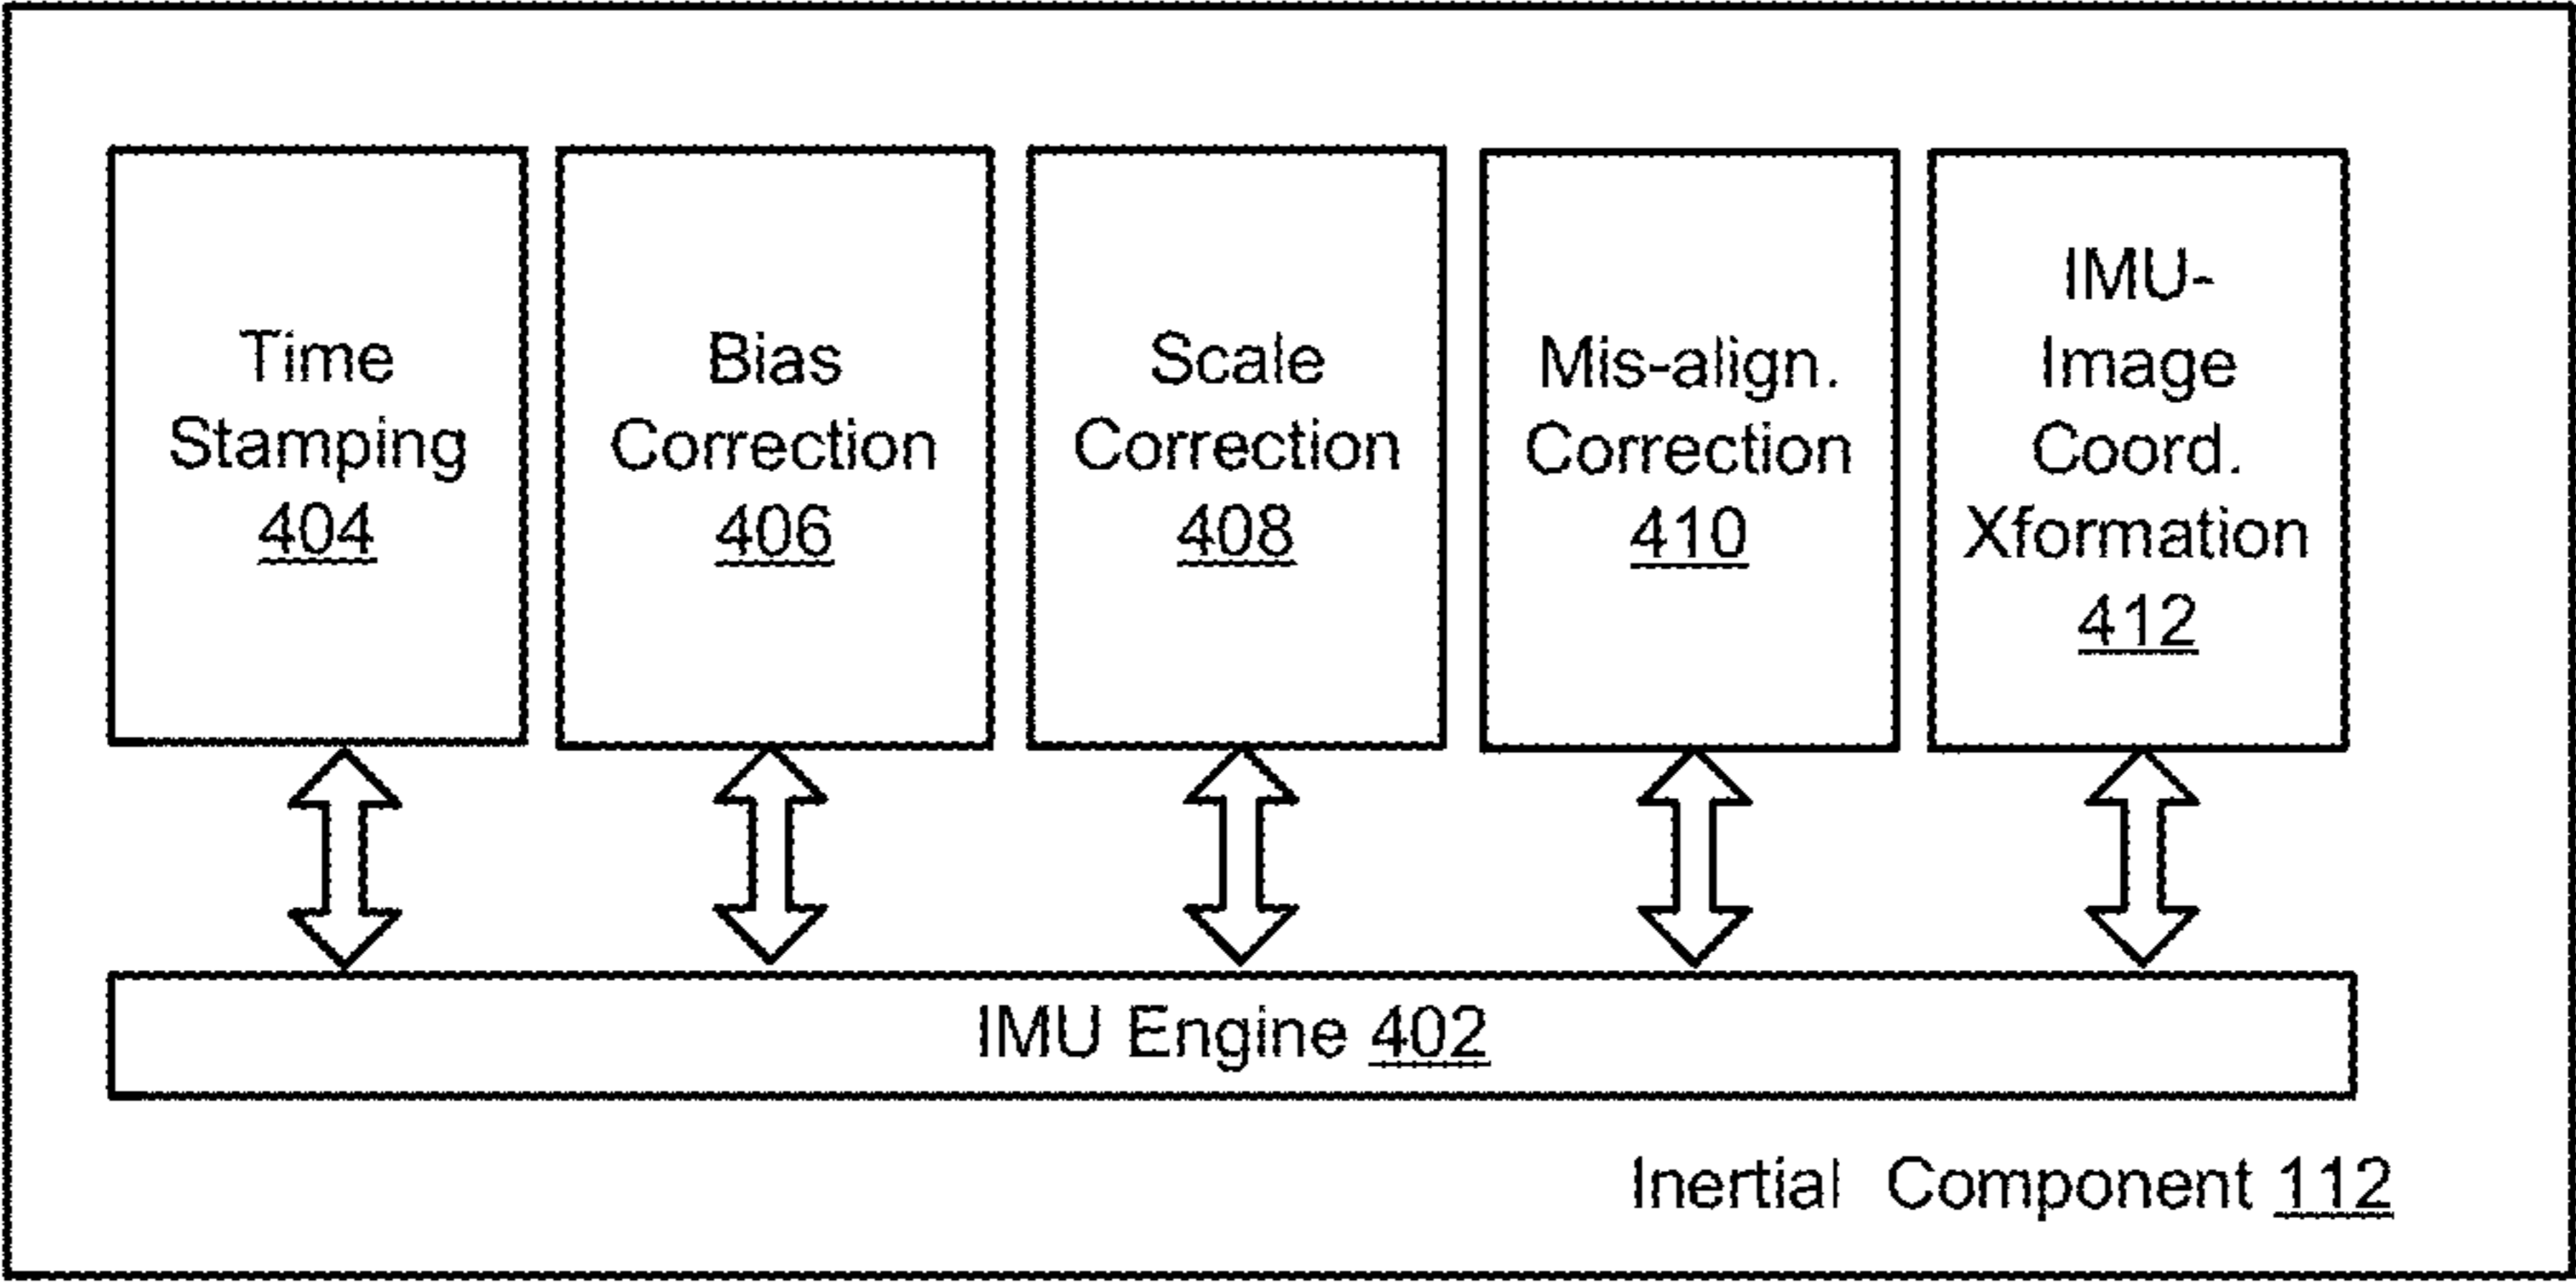 Time
Stamping
404
Bias
Correction
406
Scale
Correction
408
Mis-align.
Correction
410
IMU-
Image
Coord.
Xformation
412
IMU Engine 402
Inertial Component 112